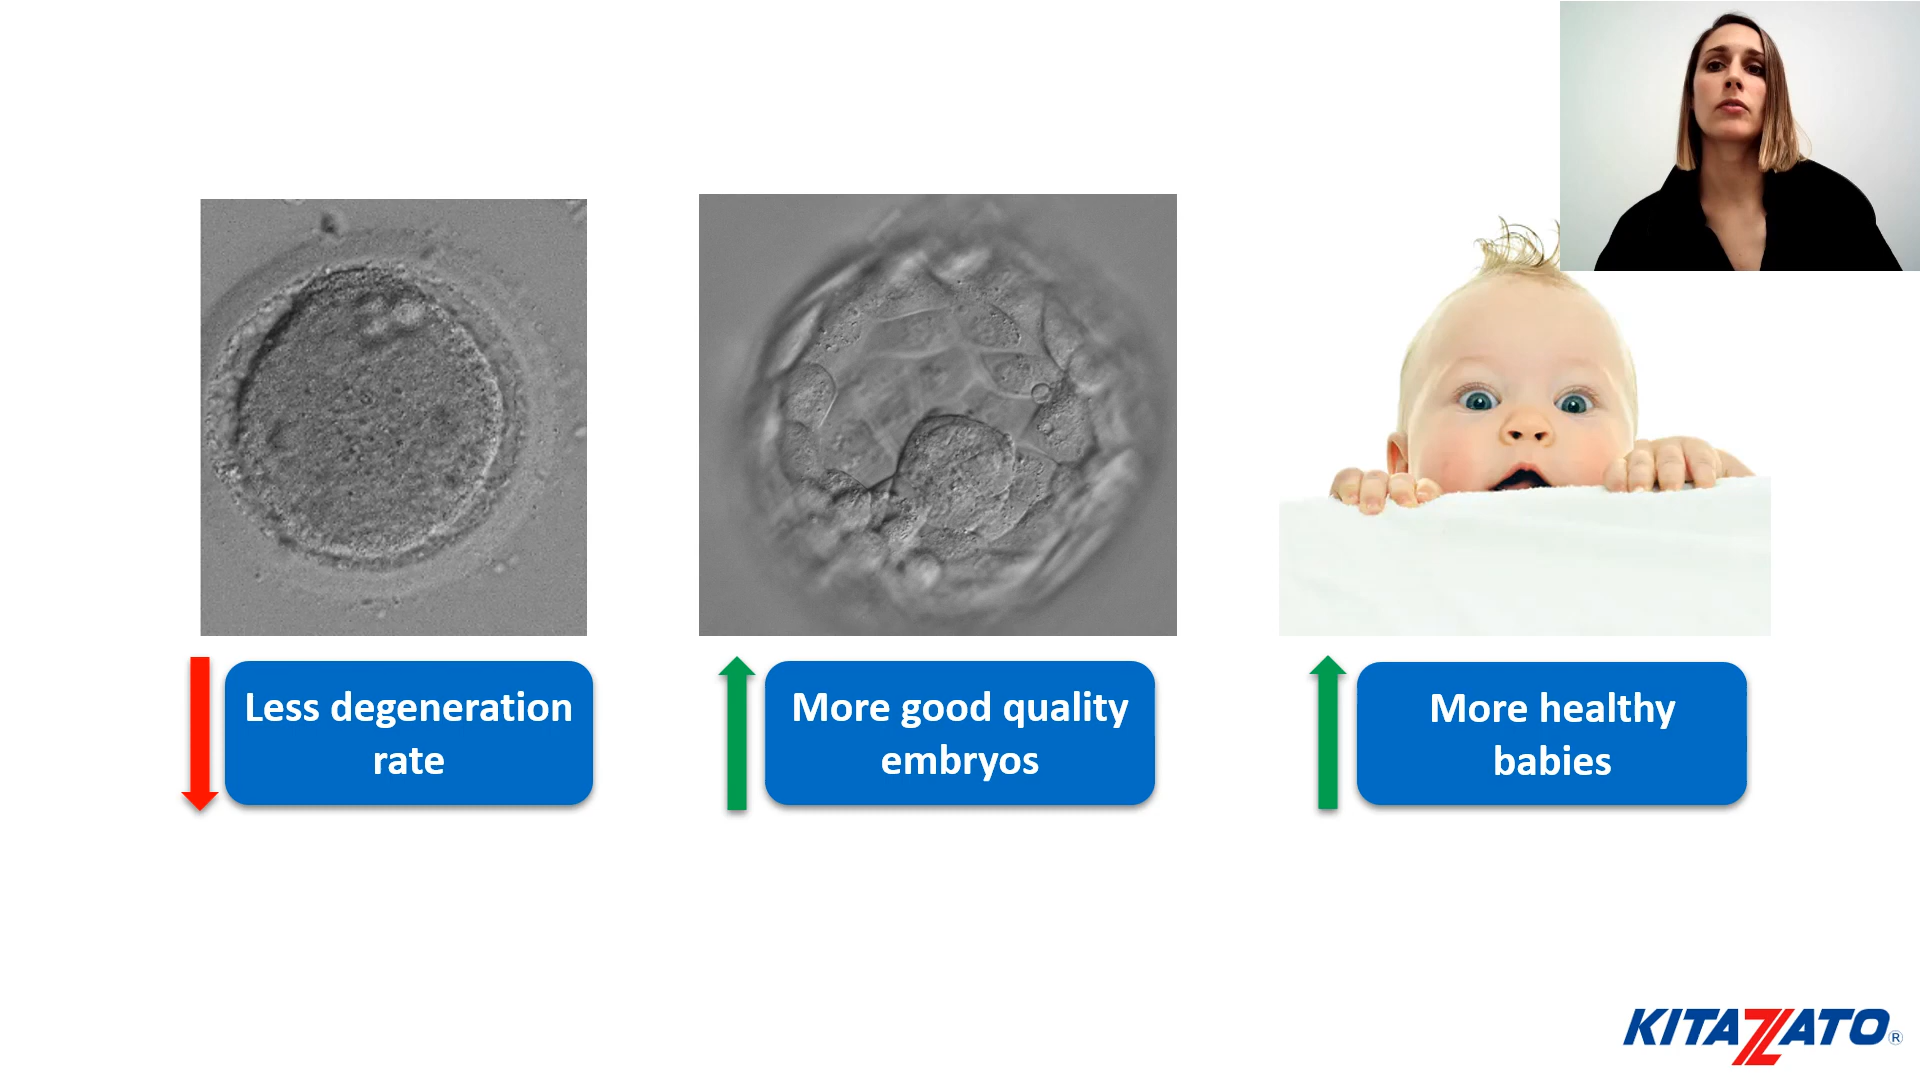 Less degeneration
rate
More good quality
embryos
More healthy
babies
KITAZATO®